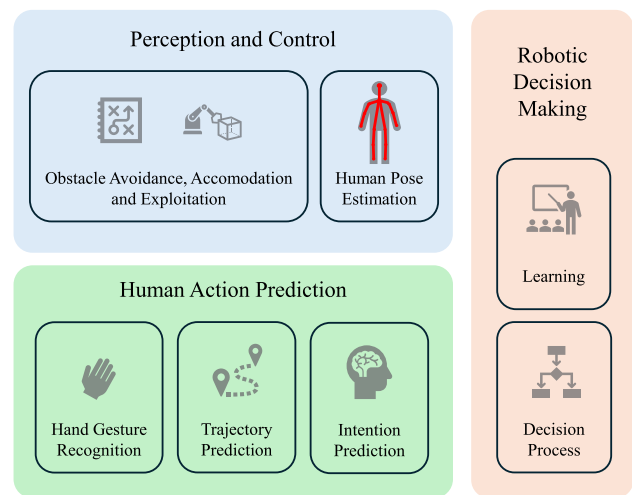 Perception and Control
Obstacle Avoidance, Accomodation
and Exploitation
Human Pose
Estimation
Human Action Prediction
Hand Gesture
Recognition
Trajectory
Prediction
Intention
Prediction
Robotic
Decision
Making
Learning
Decision
Process